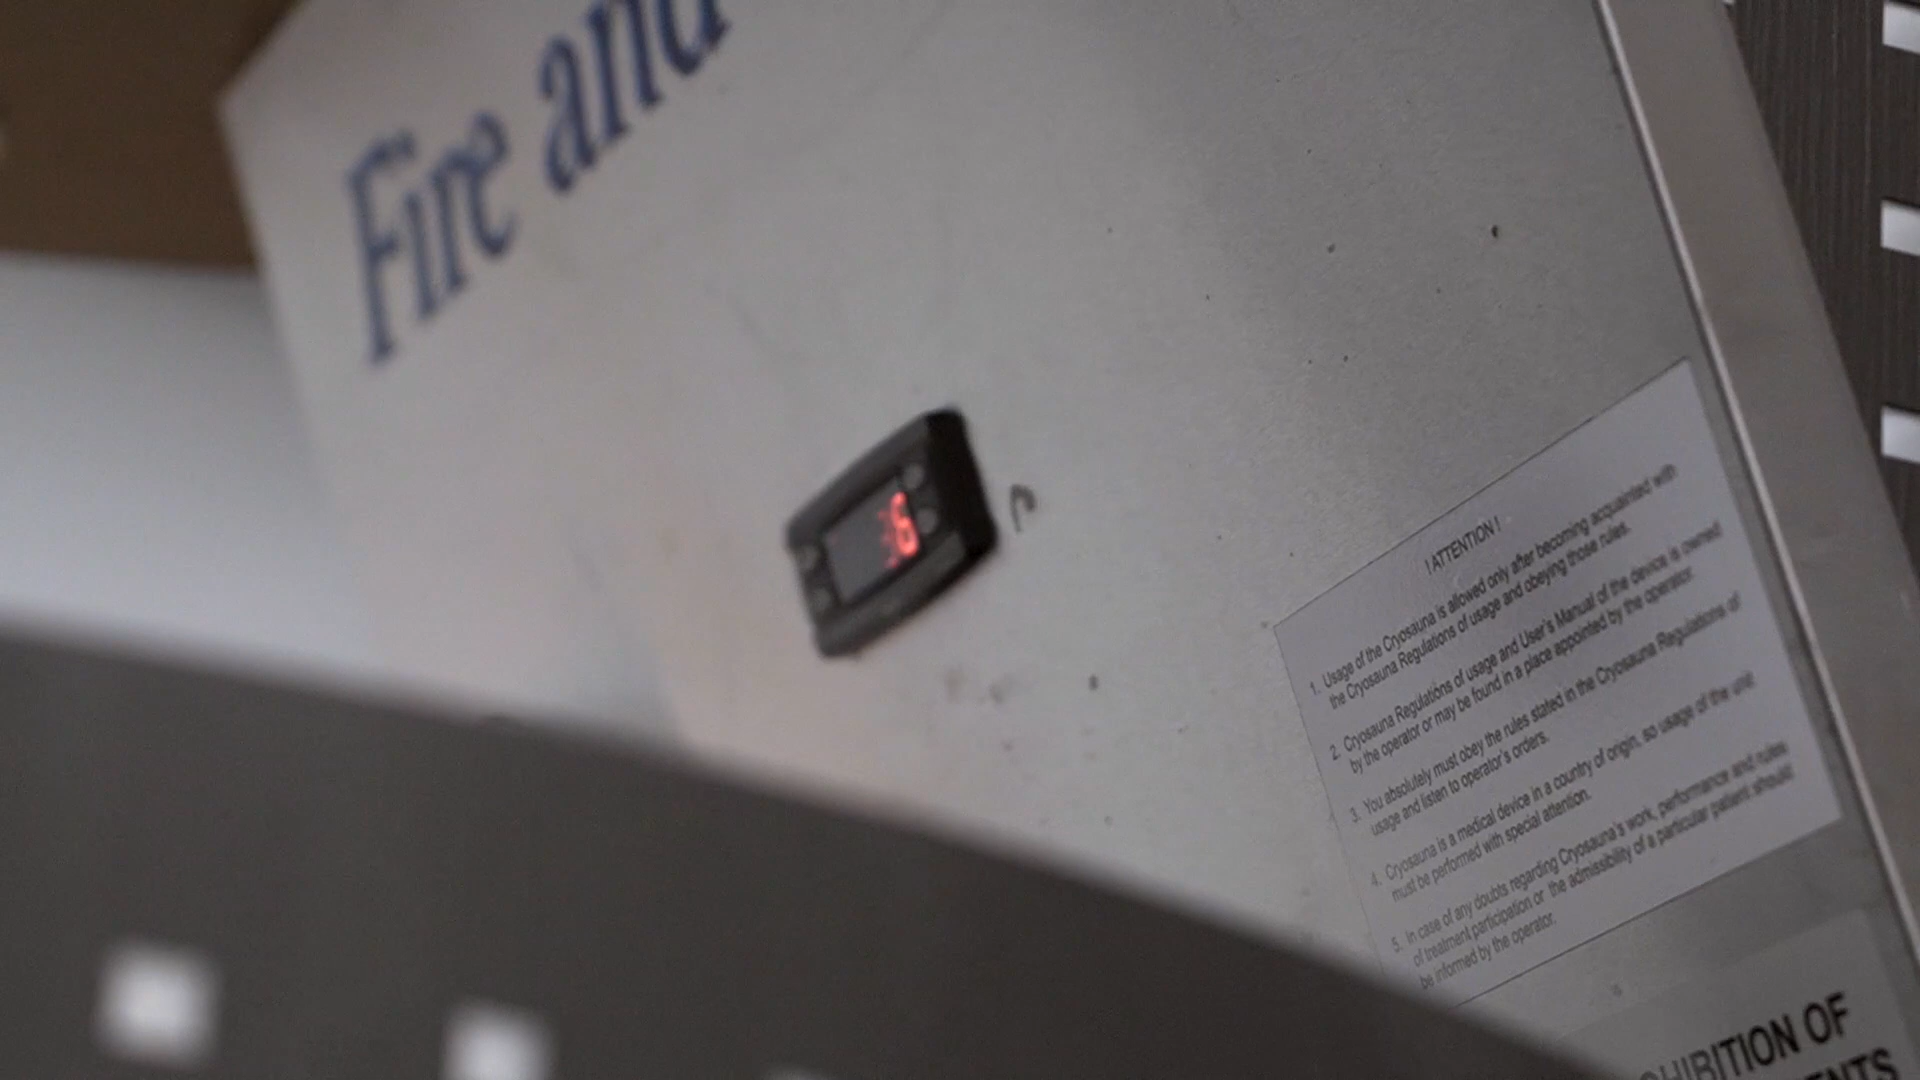 Fire and
! ATTENTION !
1. Usage of the Cryosauna is allowed only after becoming acquainted with
the Cryosauna Regulations of usage and obeying those rules.
2. Cryosauna Regulations of usage and User's Manual of the device is owned
by the operator or may be found in a place appointed by the operator.
3. You absolutely must obey the rules stated in the Cryosauna Regulations of
usage and listen to operator's orders.
4. Cryosauna is a medical device in a country of origin, so usage of the unit
must be performed with special attention.
5. In case of any doubts regarding Cryosauna's work, performance and rules
of treatment participation or the admissibility of a particular patient should
be informed by the operator.
HIBITION OF
ENTS